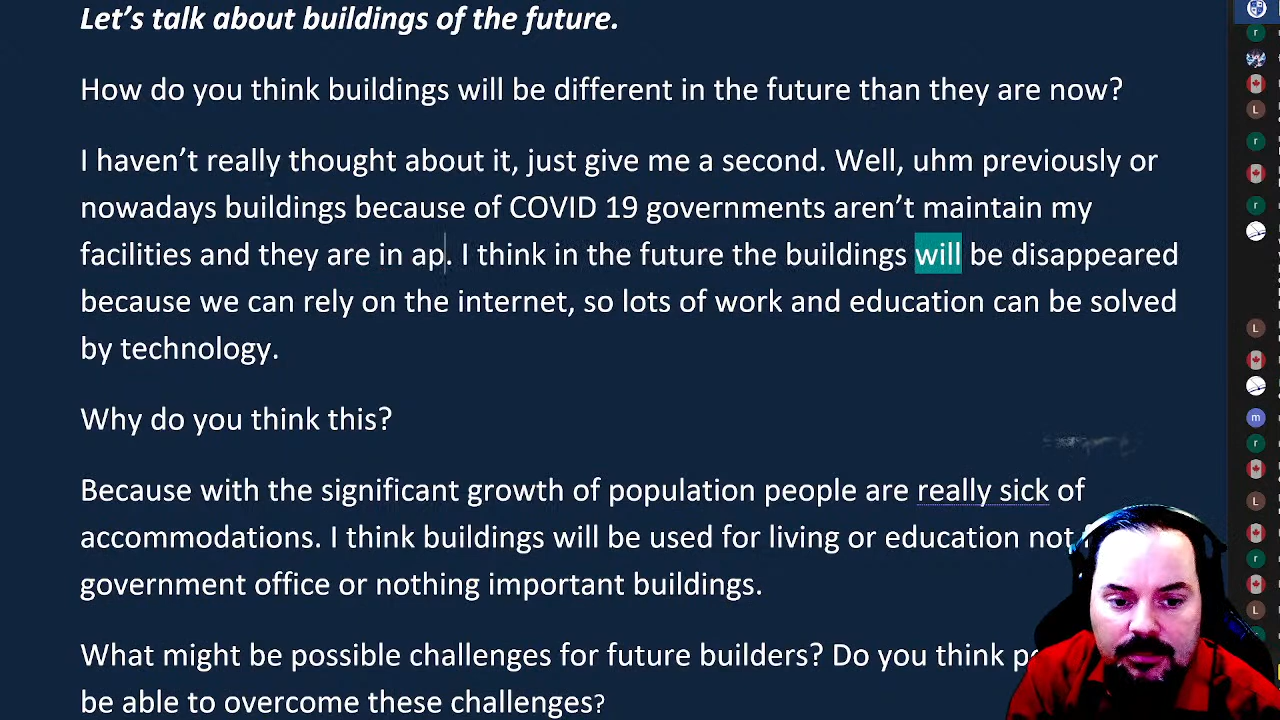 Let's talk about buildings of the future.
How do you think buildings will be different in the future than they are now?
I haven't really thought about it, just give me a second. Well, uhm previously or
nowadays buildings because of COVID 19 governments aren't maintain my
facilities and they are in ap. I think in the future the buildings will be disappeared
because we can rely on the internet, so lots of work and education can be solved
by technology.
Why do you think this?
Because with the significant growth of population people are really sick of
accommodations. I think buildings will be used for living or education not
government office or nothing important buildings.
What might be possible challenges for future builders? Do you think
be able to overcome these challenges?